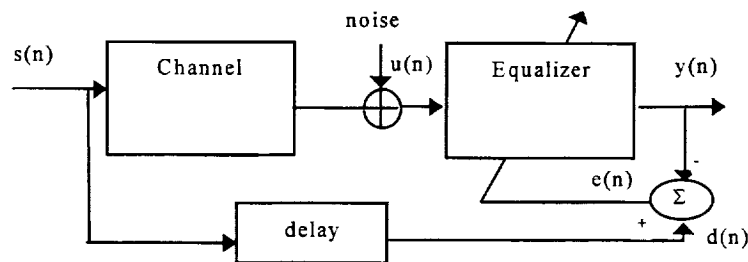 noise
s(n)
Channel
u(n)
Equalizer
y(n)
-
e(n)
Σ
+
delay
d(n)